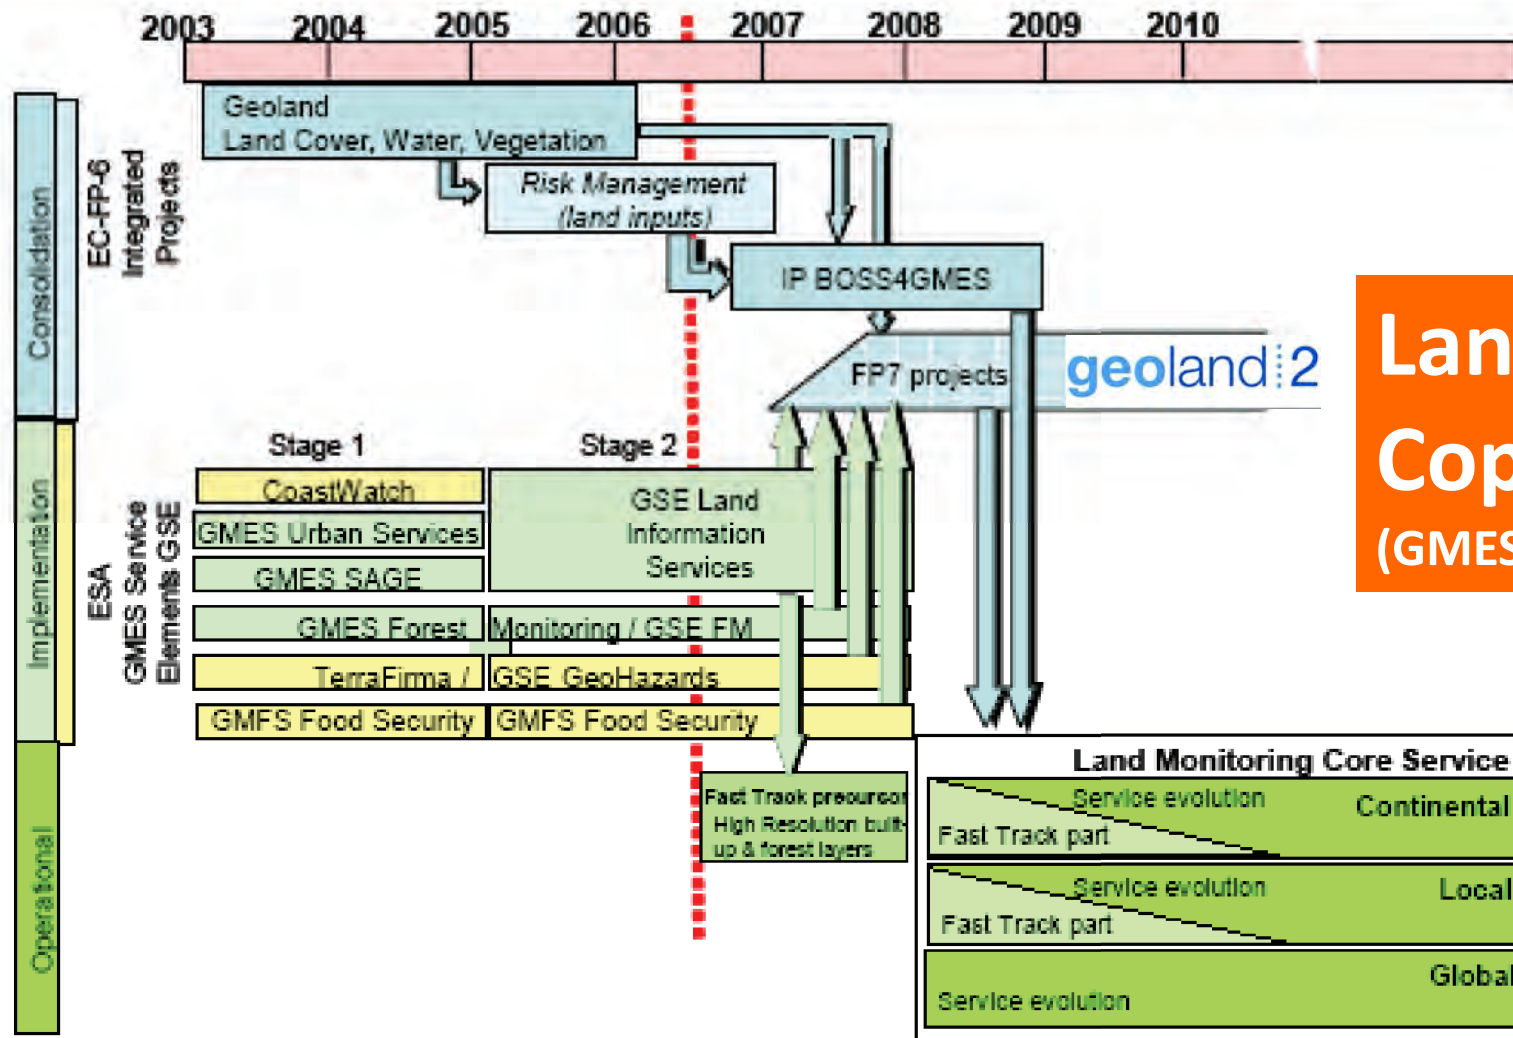 2003 2004 2005 2006 2007 2008 2009 2010
Geoland
Land Cover, Water, Vegetation
Risk Management
(land inputs)
IP BOSS4GMES
FP7 projects
geoland2
Lan
Cop
(GMES
Consolidation
EC-FP-6
Integrated
Projects
Stage 1
Stage 2
CoastWatch
GMES Urban Services
GMES SAGE
GSE Land
Information
Services
GMES Forest Monitoring / GSE FM
TerraFirma / GSE GeoHazards
GMFS Food Security
GMFS Food Security
Implementation
ESA
GMES Service
Elements GSE
Fast Track precursor
High Resolution built-
up & forest layers
Operational
Land Monitoring Core Service
Service evolution
Continental
Fast Track part
Service evolution
Local
Fast Track part
Global
Service evolution